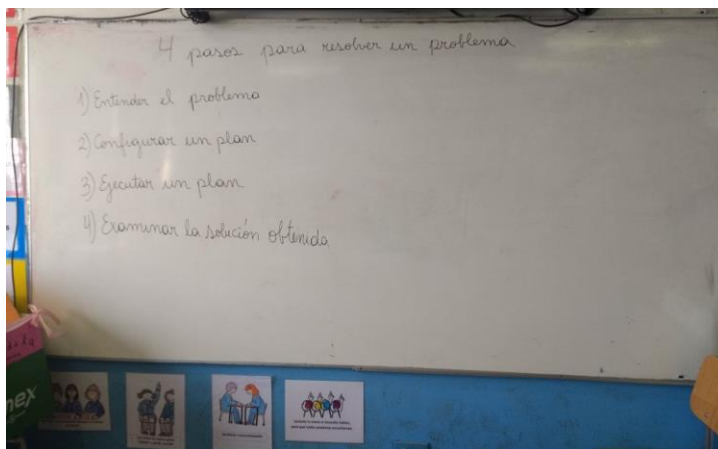 4 pasos para resolver un problema
1) Entender el problema
2) Configurar un plan
3) Ejecutar un plan
4) Examinar la solución obtenida